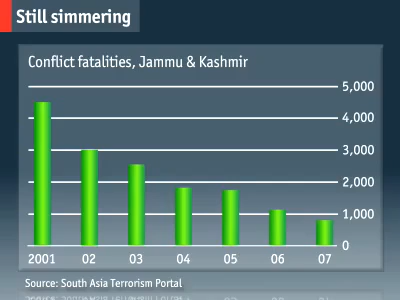 Still simmering
Conflict fatalities, Jammu & Kashmir
5,000
4,000
3,000
2,000
1,000
0
2001 02 03 04 05 06 07
Source: South Asia Terrorism Portal